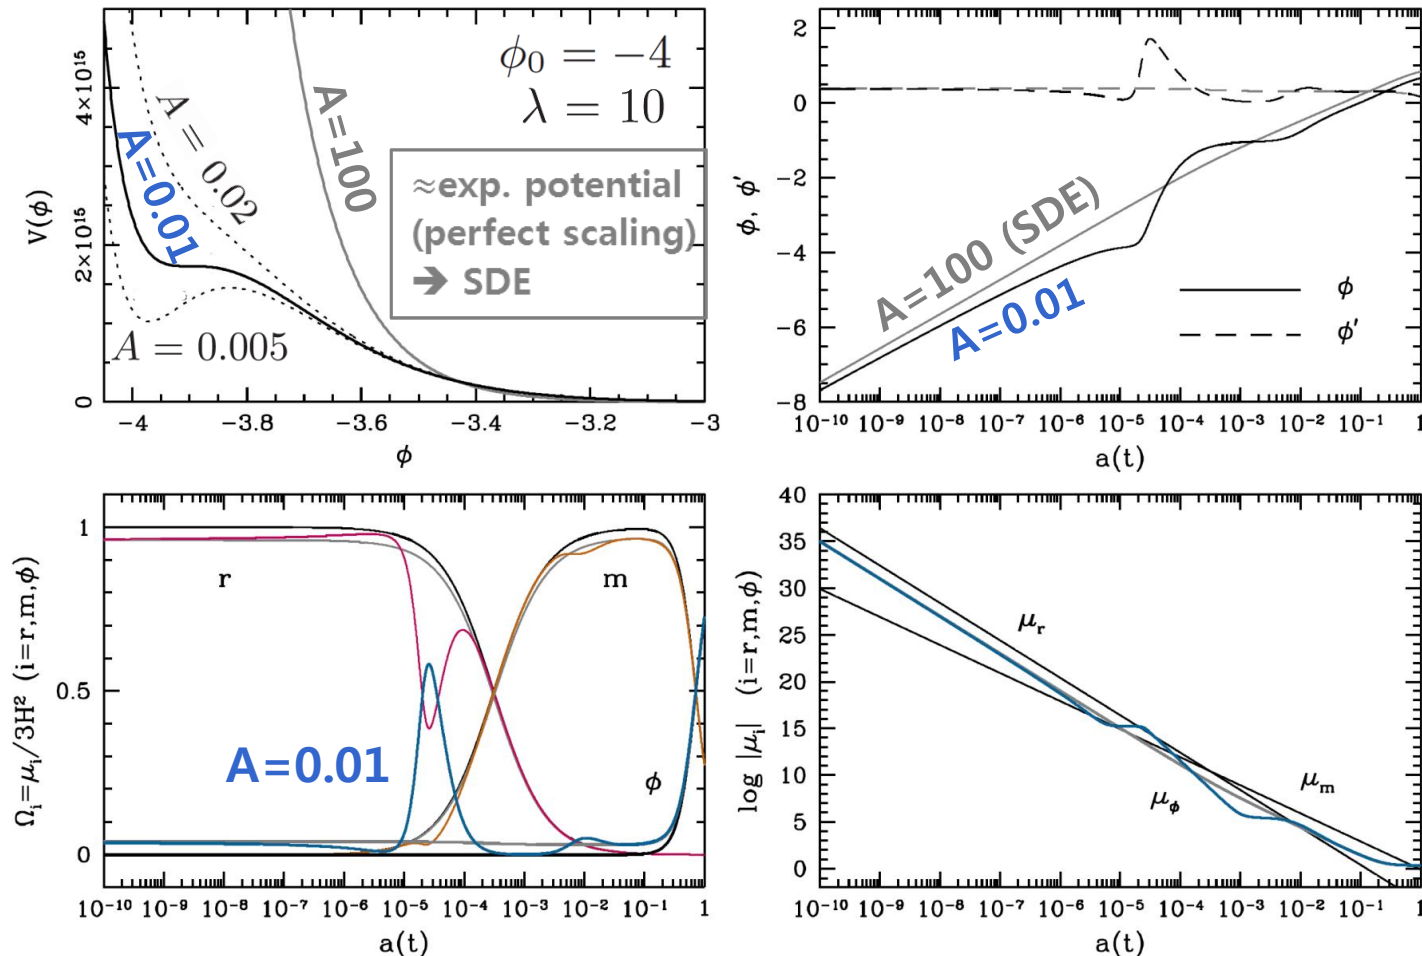 V(φ)
4×10¹⁵
2×10¹⁵
0
ϕ₀ = −4
λ = 10
A=100
A = 0.02
A=0.01
A = 0.005
≈exp. potential
(perfect scaling)
➔ SDE
−4 −3.8 −3.6 −3.4 −3.2 −3
φ
φ, φ′
2
0
−2
−4
−6
−8
A=100 (SDE)
A=0.01
φ
φ′
10⁻¹⁰ 10⁻⁹ 10⁻⁸ 10⁻⁷ 10⁻⁶ 10⁻⁵ 10⁻⁴ 10⁻³ 10⁻² 10⁻¹ 1
a(t)
Ωᵢ=μᵢ/3H² (i=r,m,φ)
1
0.5
0
r
m
φ
A=0.01
10⁻¹⁰ 10⁻⁹ 10⁻⁸ 10⁻⁷ 10⁻⁶ 10⁻⁵ 10⁻⁴ 10⁻³ 10⁻² 10⁻¹ 1
a(t)
log |μᵢ| (i=r,m,φ)
40
35
30
25
20
15
10
5
0
μᵣ
μₘ
μᵩ
10⁻¹⁰ 10⁻⁹ 10⁻⁸ 10⁻⁷ 10⁻⁶ 10⁻⁵ 10⁻⁴ 10⁻³ 10⁻² 10⁻¹ 1
a(t)